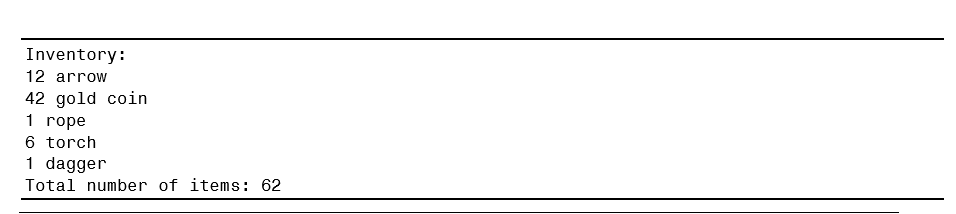 Inventory:
12 arrow
42 gold coin
1 rope
6 torch
1 dagger
Total number of items: 62